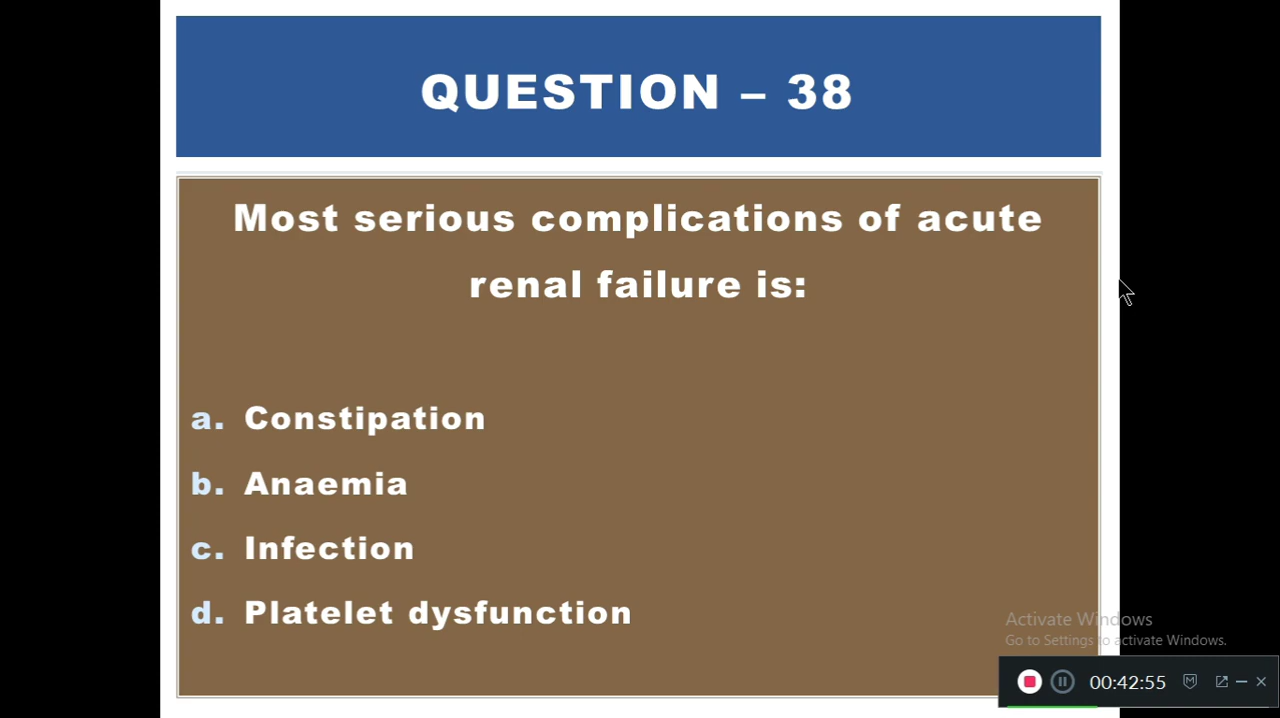 QUESTION – 38
Most serious complications of acute
renal failure is:
a. Constipation
b. Anaemia
c. Infection
d. Platelet dysfunction
Activate Windows
Go to Settings to activate Windows.
00:42:55